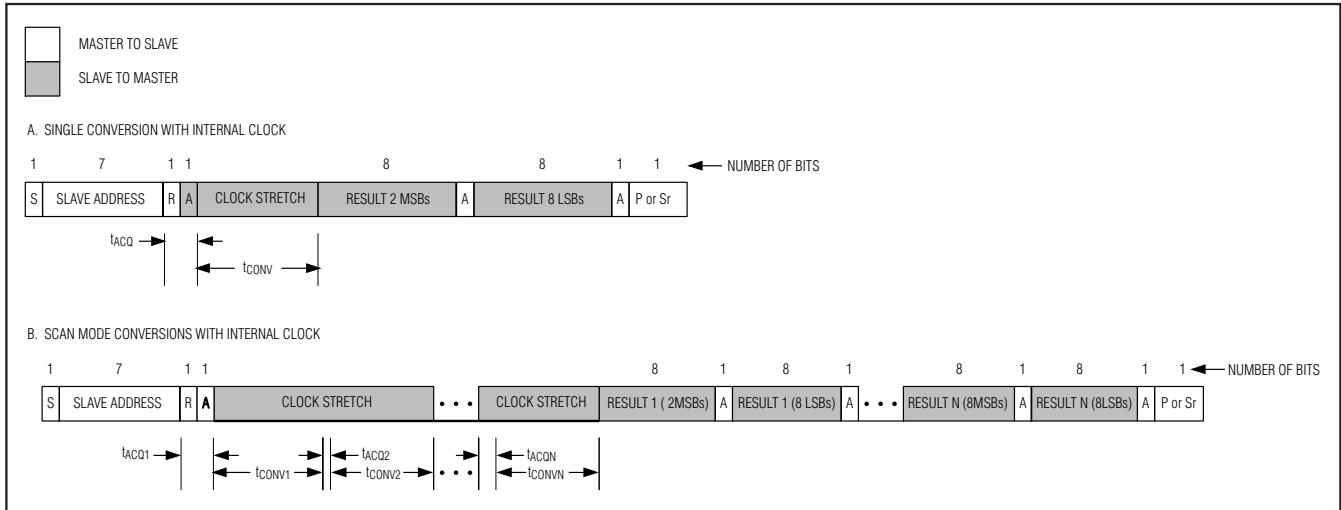 MASTER TO SLAVE
SLAVE TO MASTER
A. SINGLE CONVERSION WITH INTERNAL CLOCK
1 7 1 1 8 8 1 1 NUMBER OF BITS
S SLAVE ADDRESS R A CLOCK STRETCH RESULT 2 MSBs A RESULT 8 LSBs A P or Sr
tACQ
tCONV
B. SCAN MODE CONVERSIONS WITH INTERNAL CLOCK
1 7 1 1 8 1 8 1 8 1 8 1 1 NUMBER OF BITS
S SLAVE ADDRESS R A CLOCK STRETCH • • • CLOCK STRETCH RESULT 1 ( 2MSBs) A RESULT 1 (8 LSBs) A • • • RESULT N (8MSBs) A RESULT N (8LSBs) A P or Sr
tACQ1 tACQ2 tACQN
tCONV1 tCONV2 • • • tCONVN